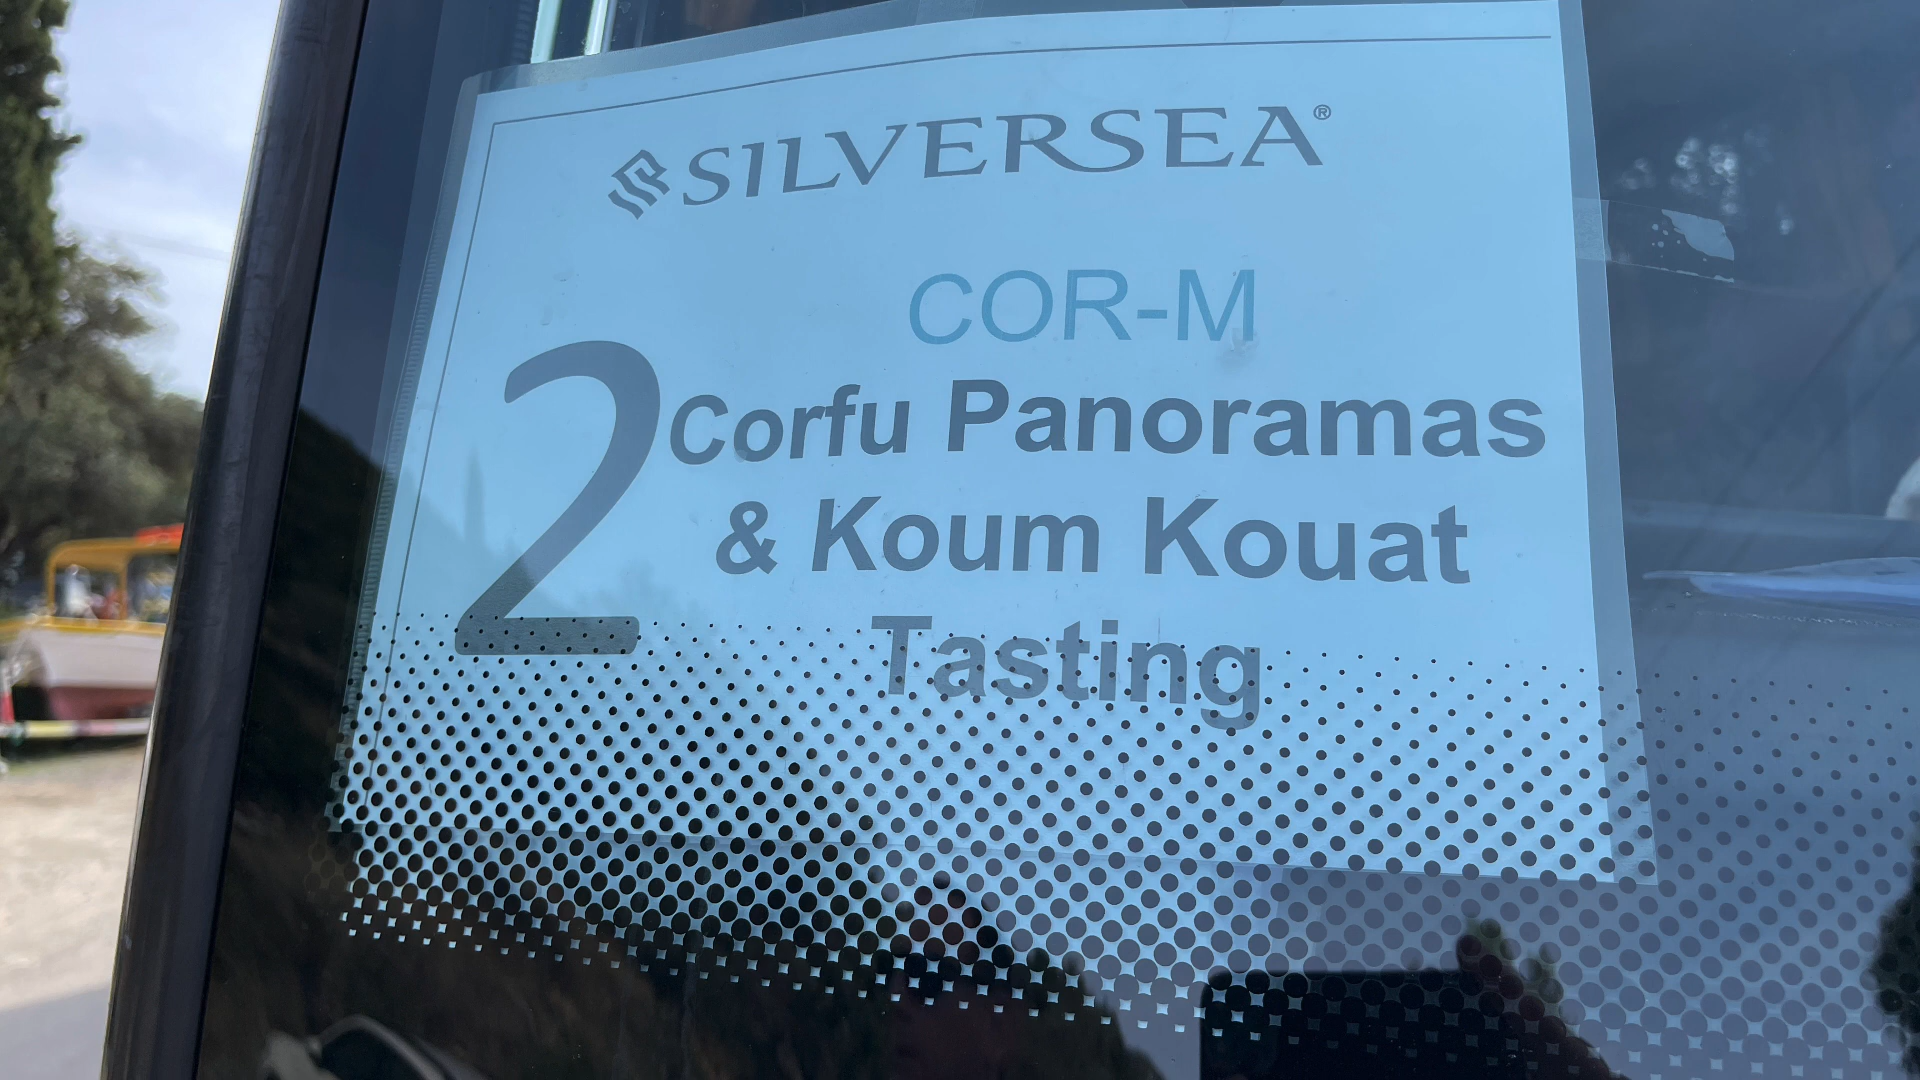 SILVERSEA®
COR-M
2
Corfu Panoramas
& Koum Kouat
Tasting